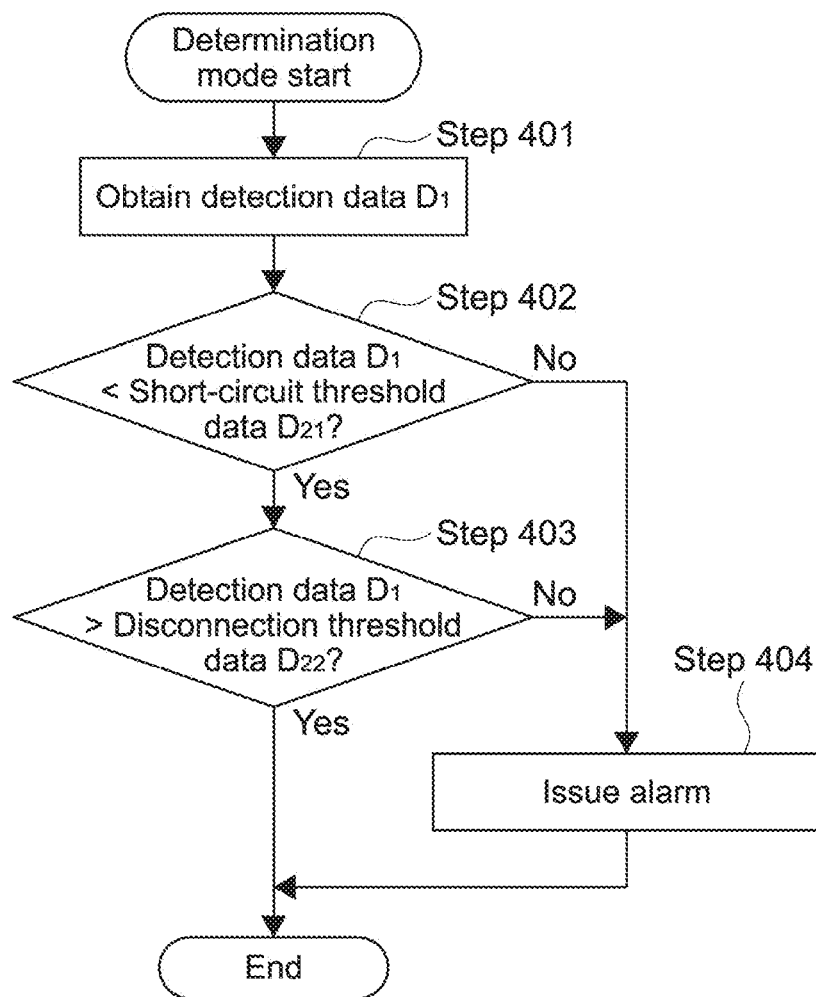 Determination
mode start
Step 401
Obtain detection data D₁
Step 402
Detection data D₁
< Short-circuit threshold
data D₂₁?
No
Yes
Step 403
Detection data D₁
> Disconnection threshold
data D₂₂?
No
Yes
Step 404
Issue alarm
End